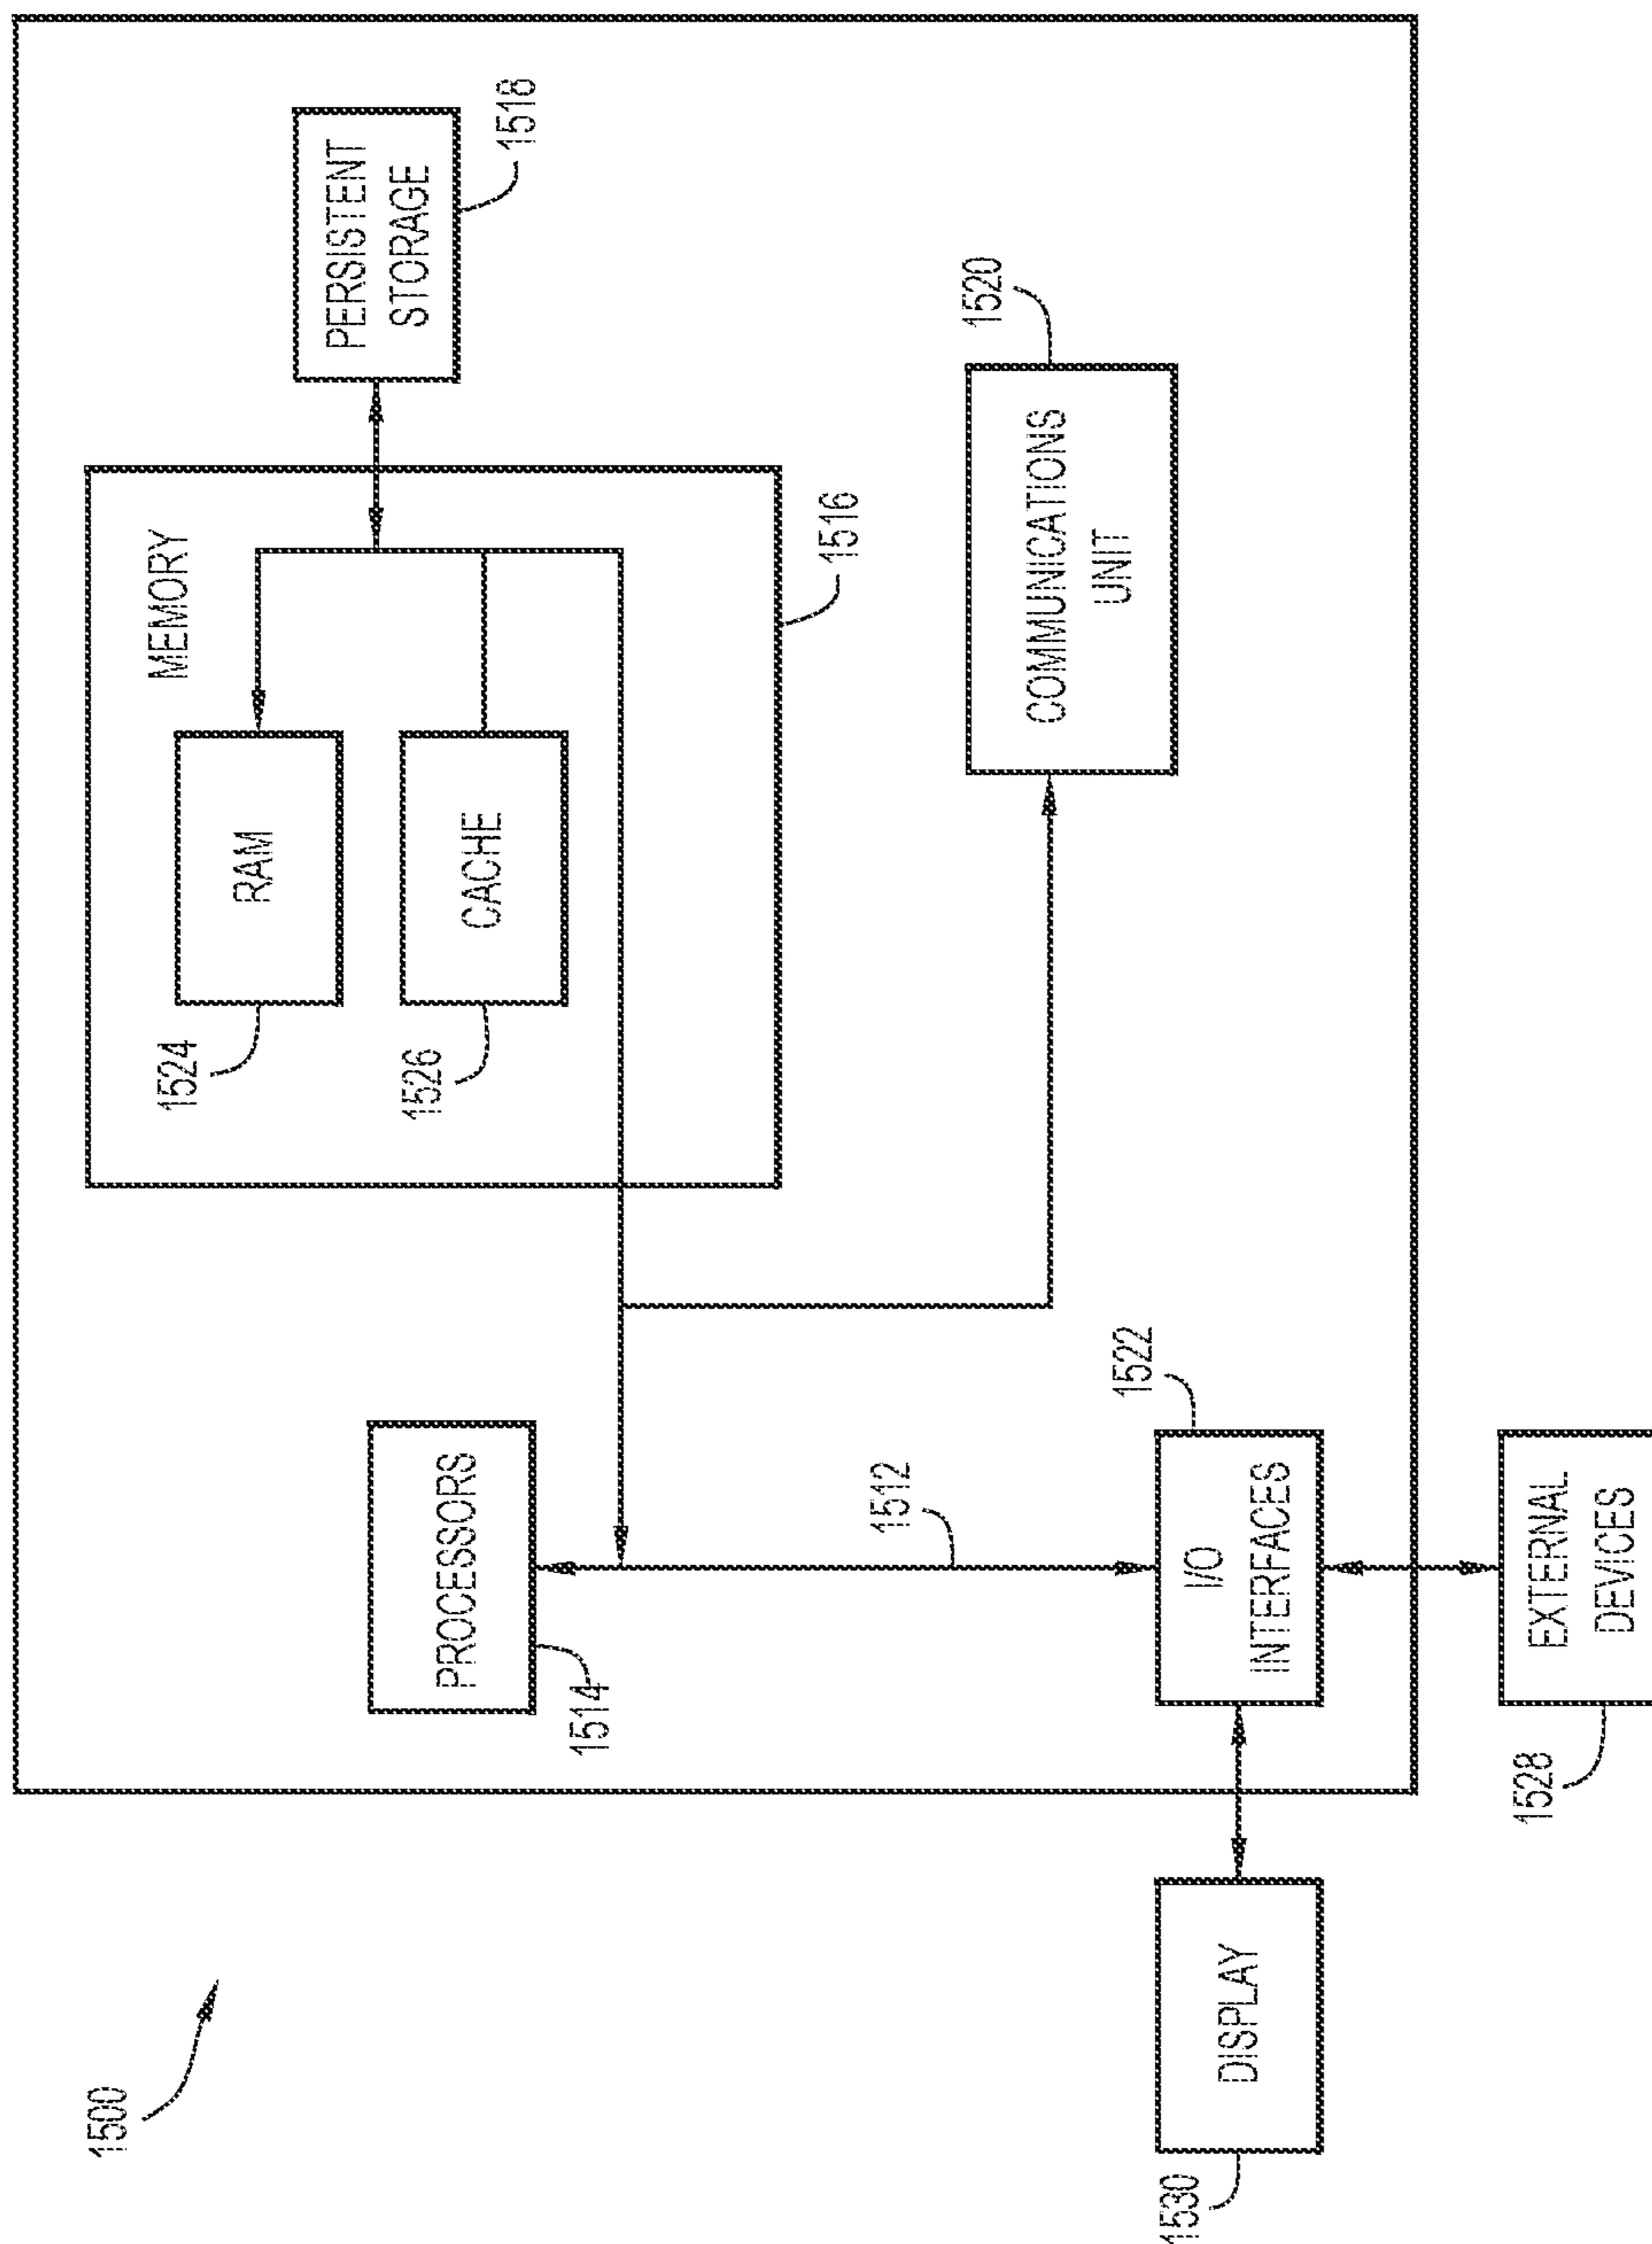 1500
MEMORY
PERSISTENT
STORAGE
1518
RAM
1524
CACHE
1526
1516
PROCESSORS
1514
COMMUNICATIONS
UNIT
1520
1512
I/O
INTERFACES
1522
DISPLAY
1530
EXTERNAL
DEVICES
1528